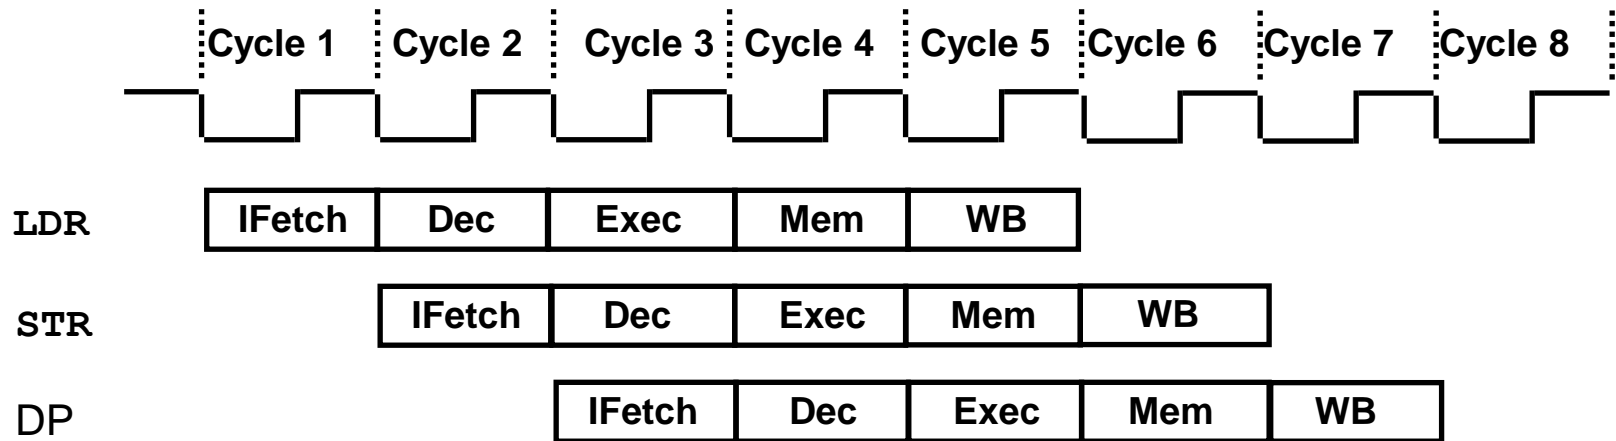 Cycle 1 Cycle 2 Cycle 3 Cycle 4 Cycle 5 Cycle 6 Cycle 7 Cycle 8
LDR IFetch Dec Exec Mem WB
STR IFetch Dec Exec Mem WB
DP IFetch Dec Exec Mem WB